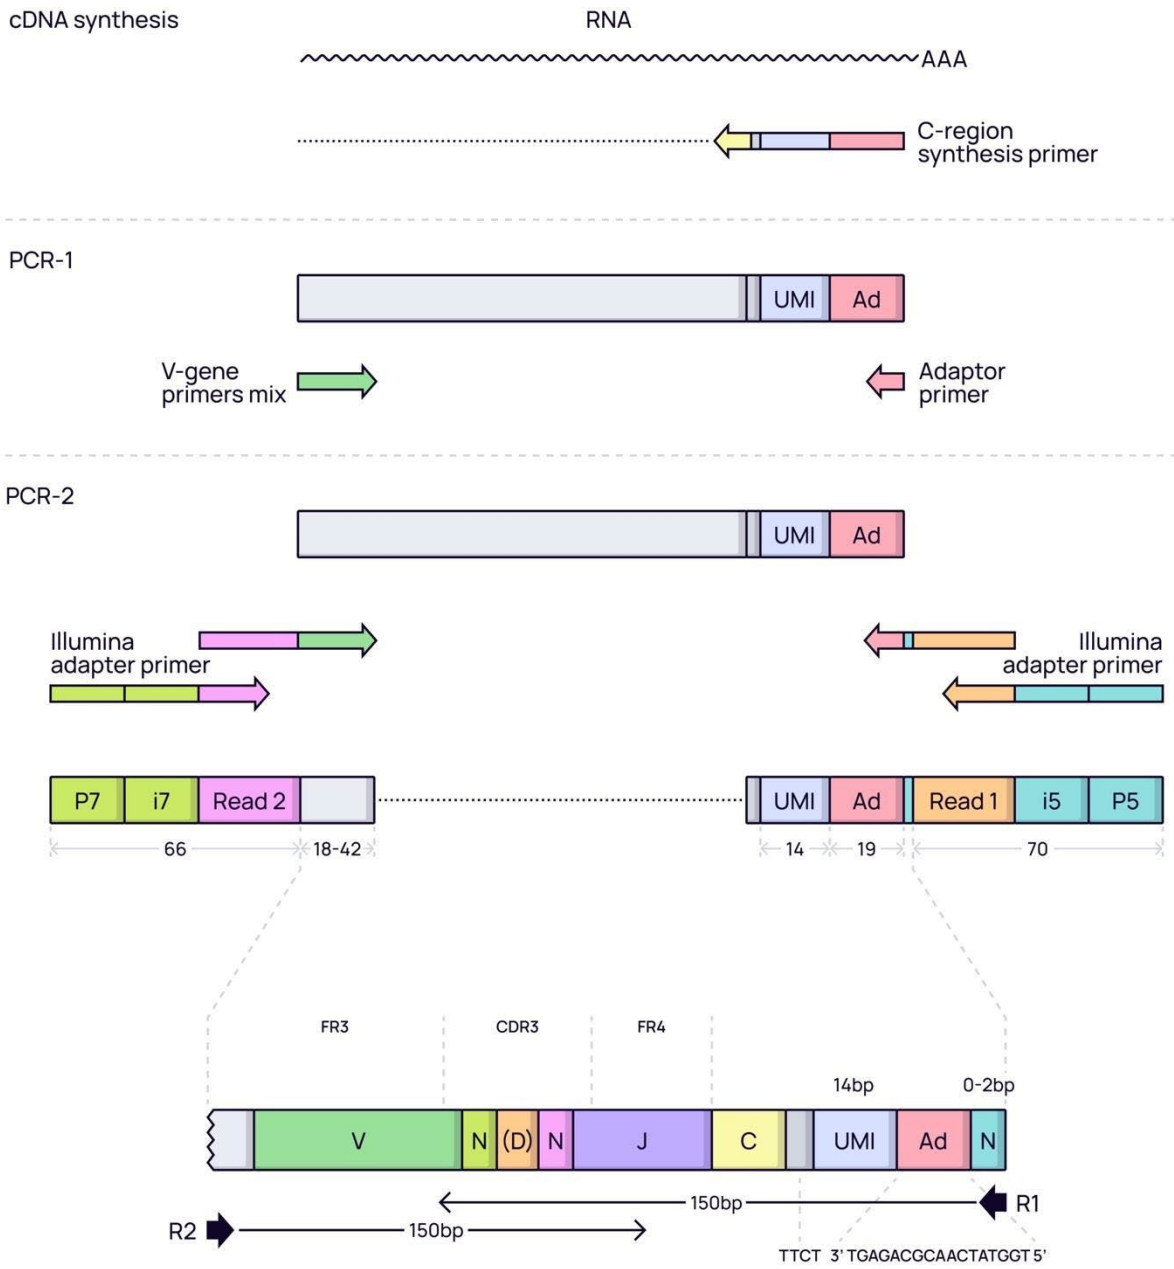 cDNA synthesis
RNA
AAA
C-region
synthesis primer
PCR-1
UMI
Ad
V-gene
primers mix
Adaptor
primer
PCR-2
UMI
Ad
Illumina
adapter primer
Illumina
adapter primer
P7
i7
Read 2
UMI
Ad
Read 1
i5
P5
66
18-42
14
19
70
FR3
CDR3
FR4
14bp
0-2bp
V
N
(D)
N
J
C
UMI
Ad
N
150bp
R1
R2
150bp
TTCT 3' TGAGACGCAACTATGGT 5'